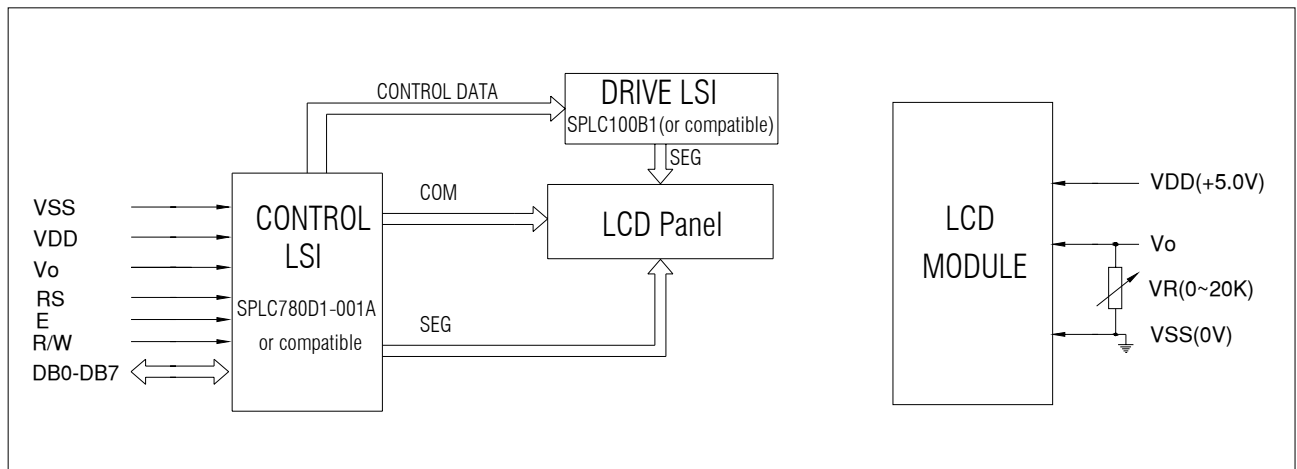 CONTROL DATA
DRIVE LSI
SPLC100B1(or compatible)
SEG
VSS
VDD
Vo
RS
E
R/W
DB0-DB7
CONTROL
LSI
SPLC780D1-001A
or compatible
COM
SEG
LCD Panel
LCD
MODULE
VDD(+5.0V)
Vo
VR(0~20K)
VSS(0V)